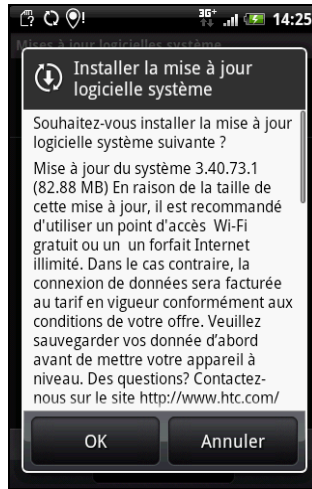 3G+
14:25
Mises à jour logicielles système
Installer la mise à jour
logicielle système
Souhaitez-vous installer la mise à jour
logicielle système suivante ?
Mise à jour du système 3.40.73.1
(82.88 MB) En raison de la taille de
cette mise à jour, il est recommandé
d'utiliser un point d'accès Wi-Fi
gratuit ou un un forfait Internet
illimité. Dans le cas contraire, la
connexion de données sera facturée
au tarif en vigueur conformément aux
conditions de votre offre. Veuillez
sauvegarder vos donnée d'abord
avant de mettre votre appareil à
niveau. Des questions? Contactez-
nous sur le site http://www.htc.com/
OK
Annuler